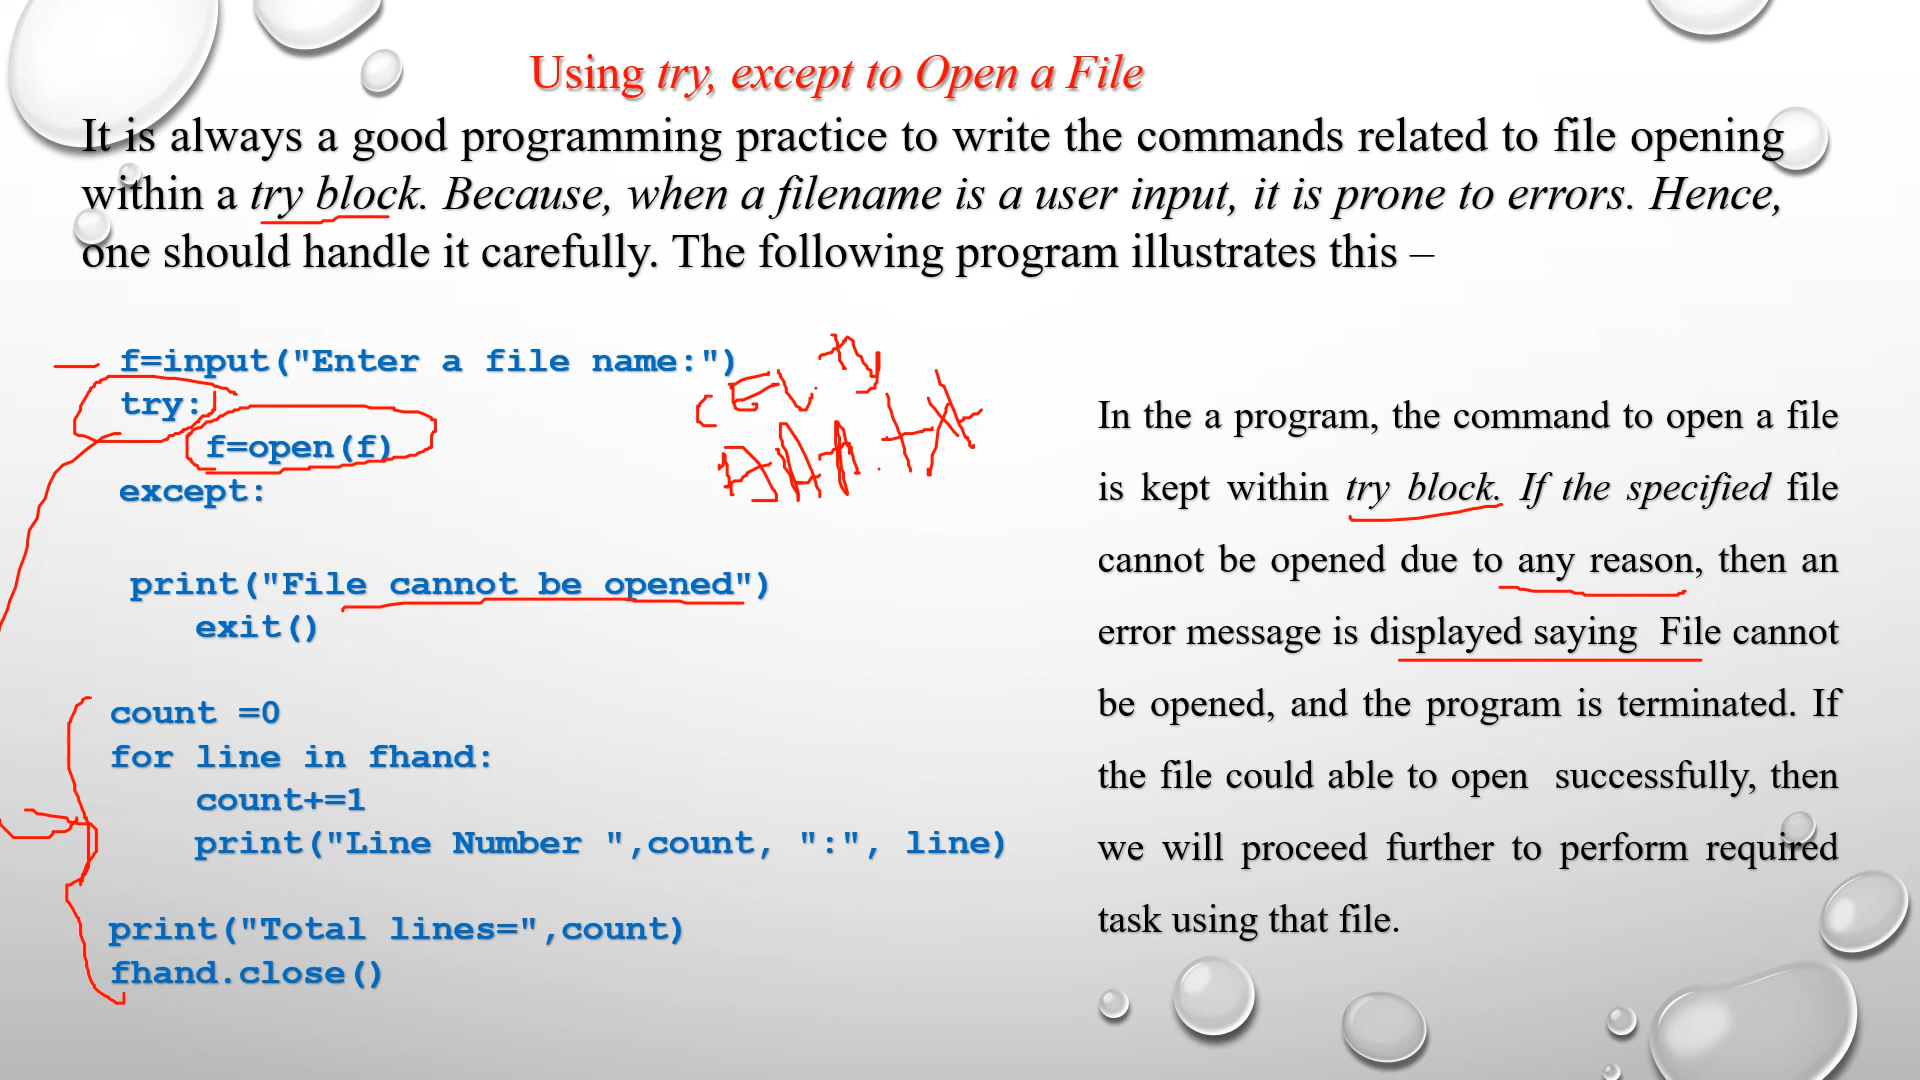 Using try, except to Open a File
It is always a good programming practice to write the commands related to file opening
within a try block. Because, when a filename is a user input, it is prone to errors. Hence,
one should handle it carefully. The following program illustrates this –
f=input("Enter a file name:")
try:
    f=open(f)
except:
print("File cannot be opened")
    exit()
count =0
for line in fhand:
    count+=1
    print("Line Number ",count, ":", line)
print("Total lines=",count)
fhand.close()
In the a program, the command to open a file
is kept within try block. If the specified file
cannot be opened due to any reason, then an
error message is displayed saying  File cannot
be opened, and the program is terminated. If
the file could able to open  successfully, then
we will proceed further to perform required
task using that file.